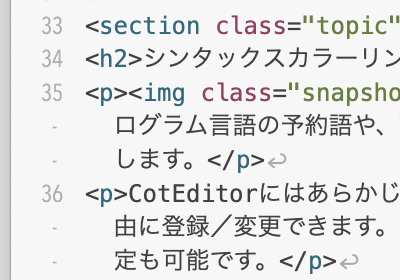 33 <section class="topic"
34 <h2>シンタックスカラーリン
35 <p><img class="snapsho
- ログラム言語の予約語や、
- します。</p>↩
36 <p>CotEditorにはあらかじ
- 由に登録／変更できます。
- 定も可能です。</p>↩